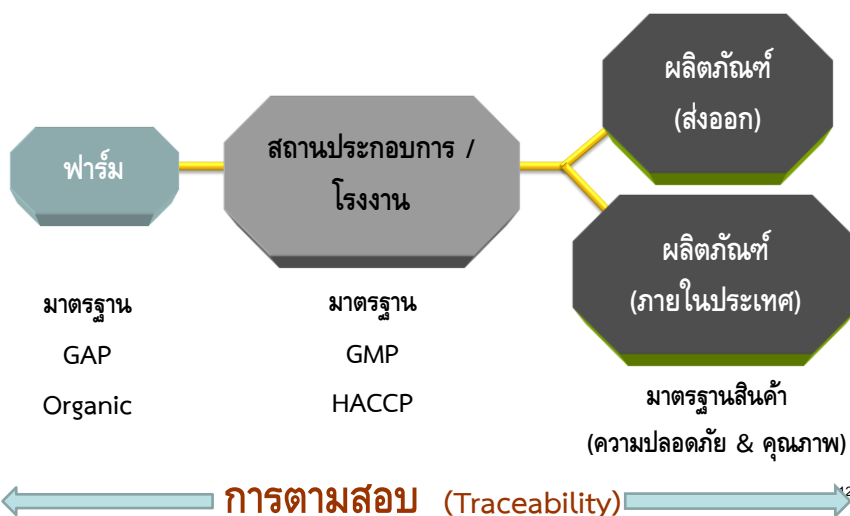 ฟาร์ม
สถานประกอบการ /
โรงงาน
ผลิตภัณฑ์
(ส่งออก)
ผลิตภัณฑ์
(ภายในประเทศ)
มาตรฐาน
GAP
Organic
มาตรฐาน
GMP
HACCP
มาตรฐานสินค้า
(ความปลอดภัย & คุณภาพ)
การตามสอบ (Traceability)
12